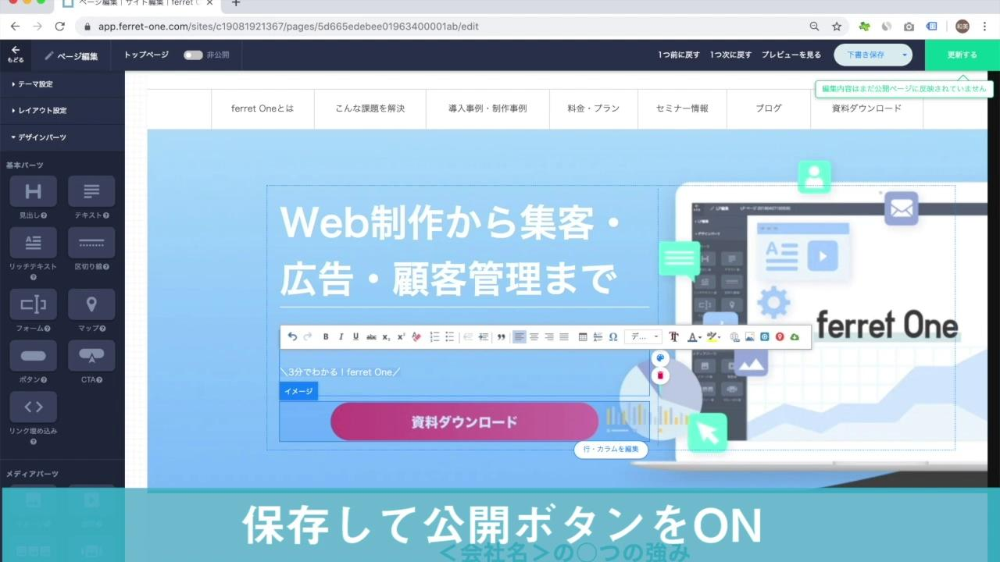 ページ編集 | サイト編集 | ferret O
app.ferret-one.com/sites/c19081921367/pages/5d665edebee01963400001ab/edit
和美
もどる
ページ編集
トップページ
非公開
1つ前に戻す
1つ次に戻す
プレビューを見る
下書き保存
更新する
編集内容はまだ公開ページに反映されていません
テーマ設定
レイアウト設定
デザインパーツ
基本パーツ
見出し
テキスト
リッチテキスト
区切り線
フォーム
マップ
ボタン
CTA
リンク埋め込み
メディアパーツ
ferret Oneとは
こんな課題を解決
導入事例・制作事例
料金・プラン
セミナー情報
ブログ
資料ダウンロード
Web制作から集客・
広告・顧客管理まで
デ...
＼3分でわかる！ferret One／
イメージ
資料ダウンロード
行・カラムを編集
ferret One
保存して公開ボタンをON
＜会社名＞の○つの強み